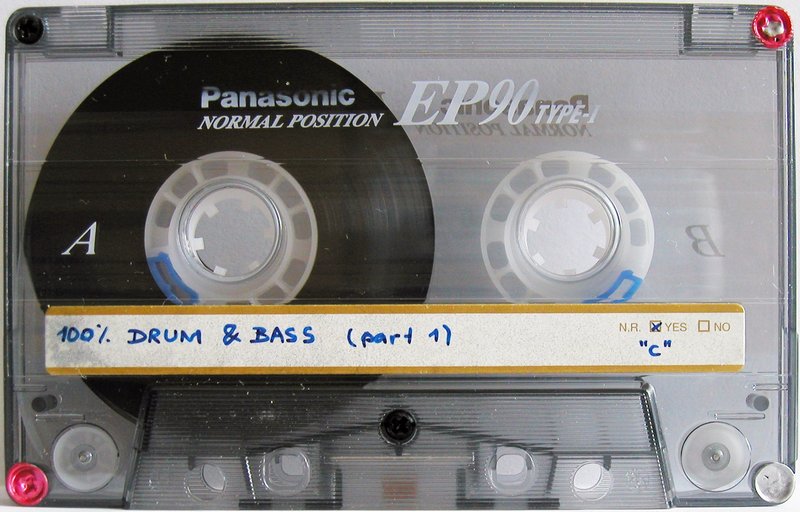 Panasonic EP90 TYPE-I
NORMAL POSITION
A B
100% DRUM & BASS (part 1) N.R. ☒ YES ☐ NO
"C"